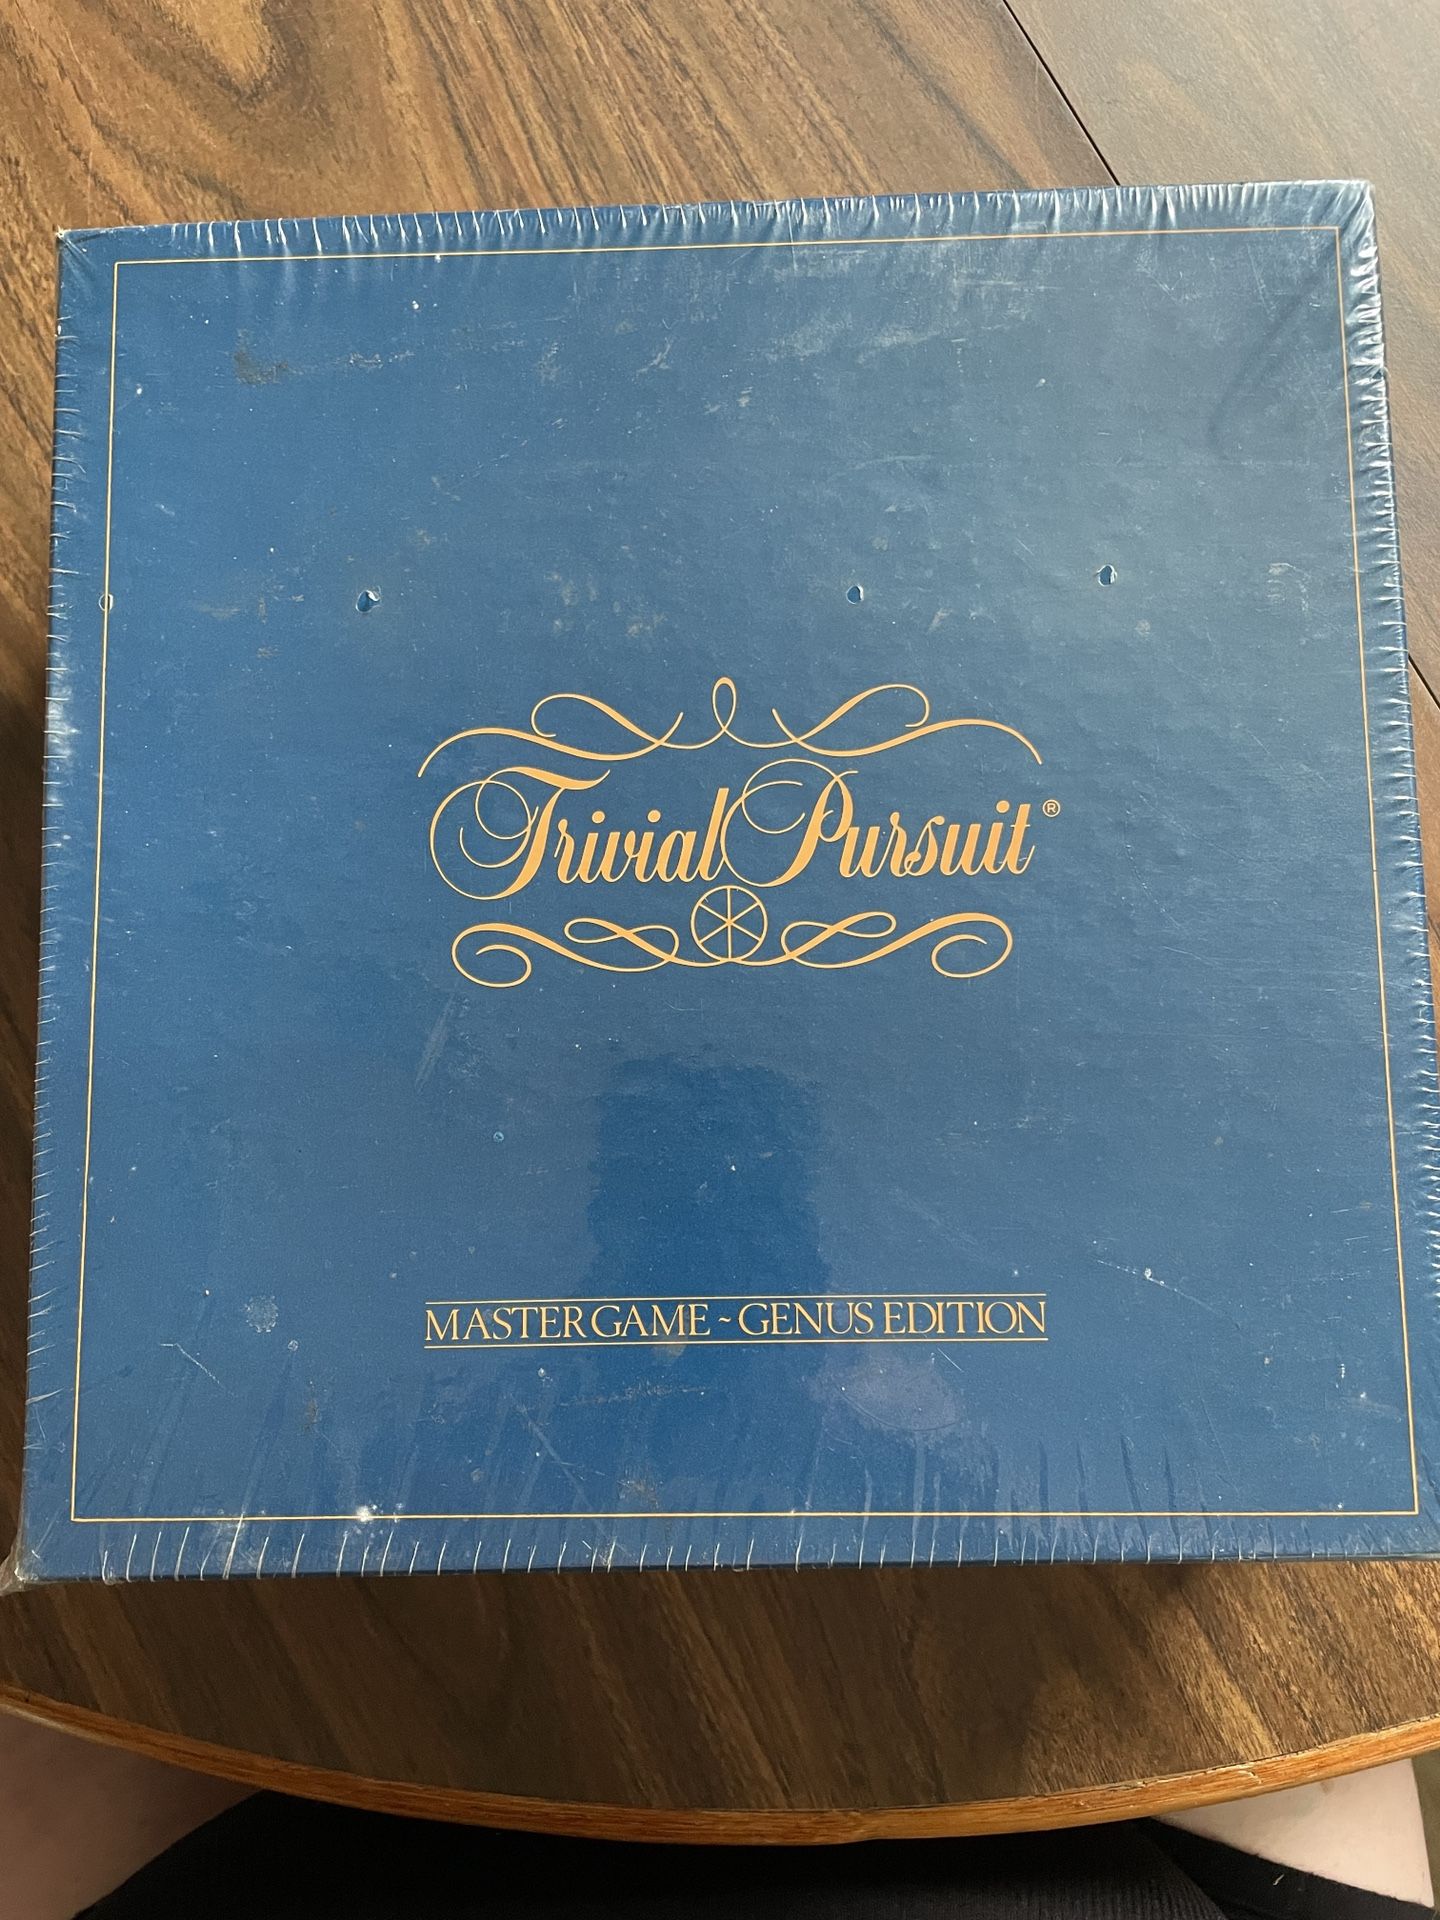 Trivial Pursuit®
MASTER GAME ~ GENUS EDITION